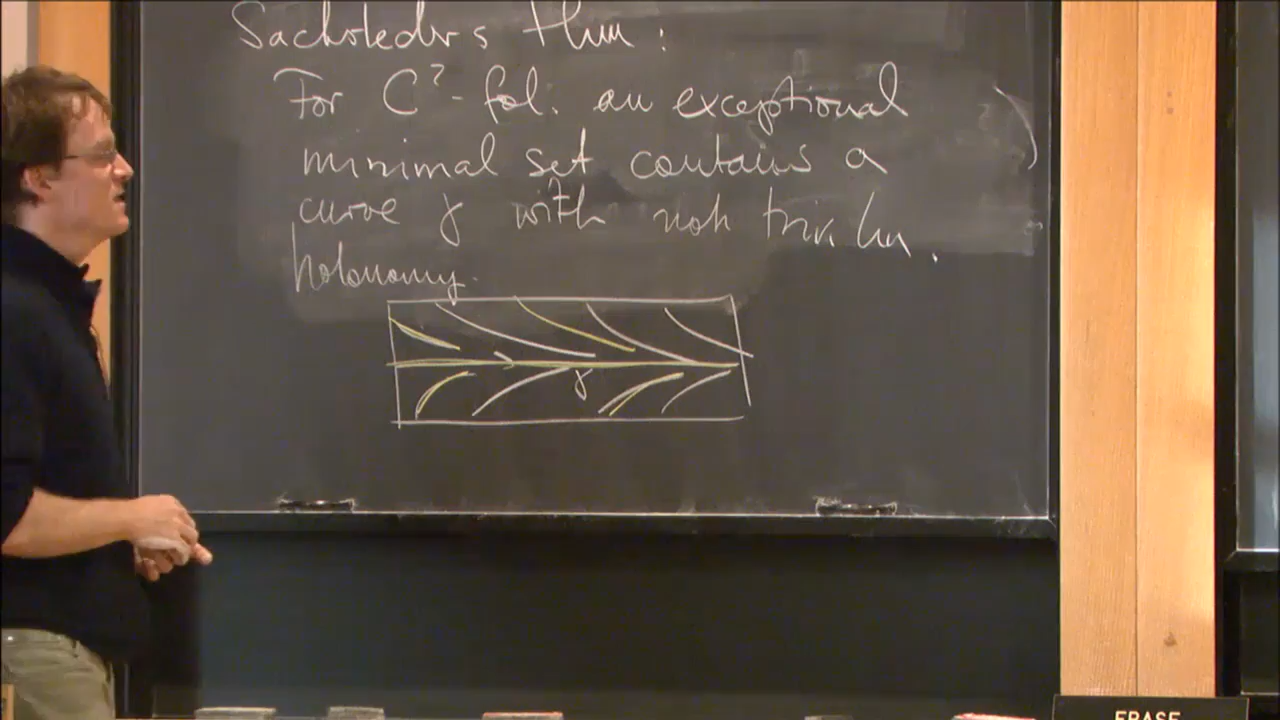 Sacksteder's thm:
For C²-fol. an exceptional
minimal set contains a
curve γ with non triv. lin.
holonomy.
γ
ERASE